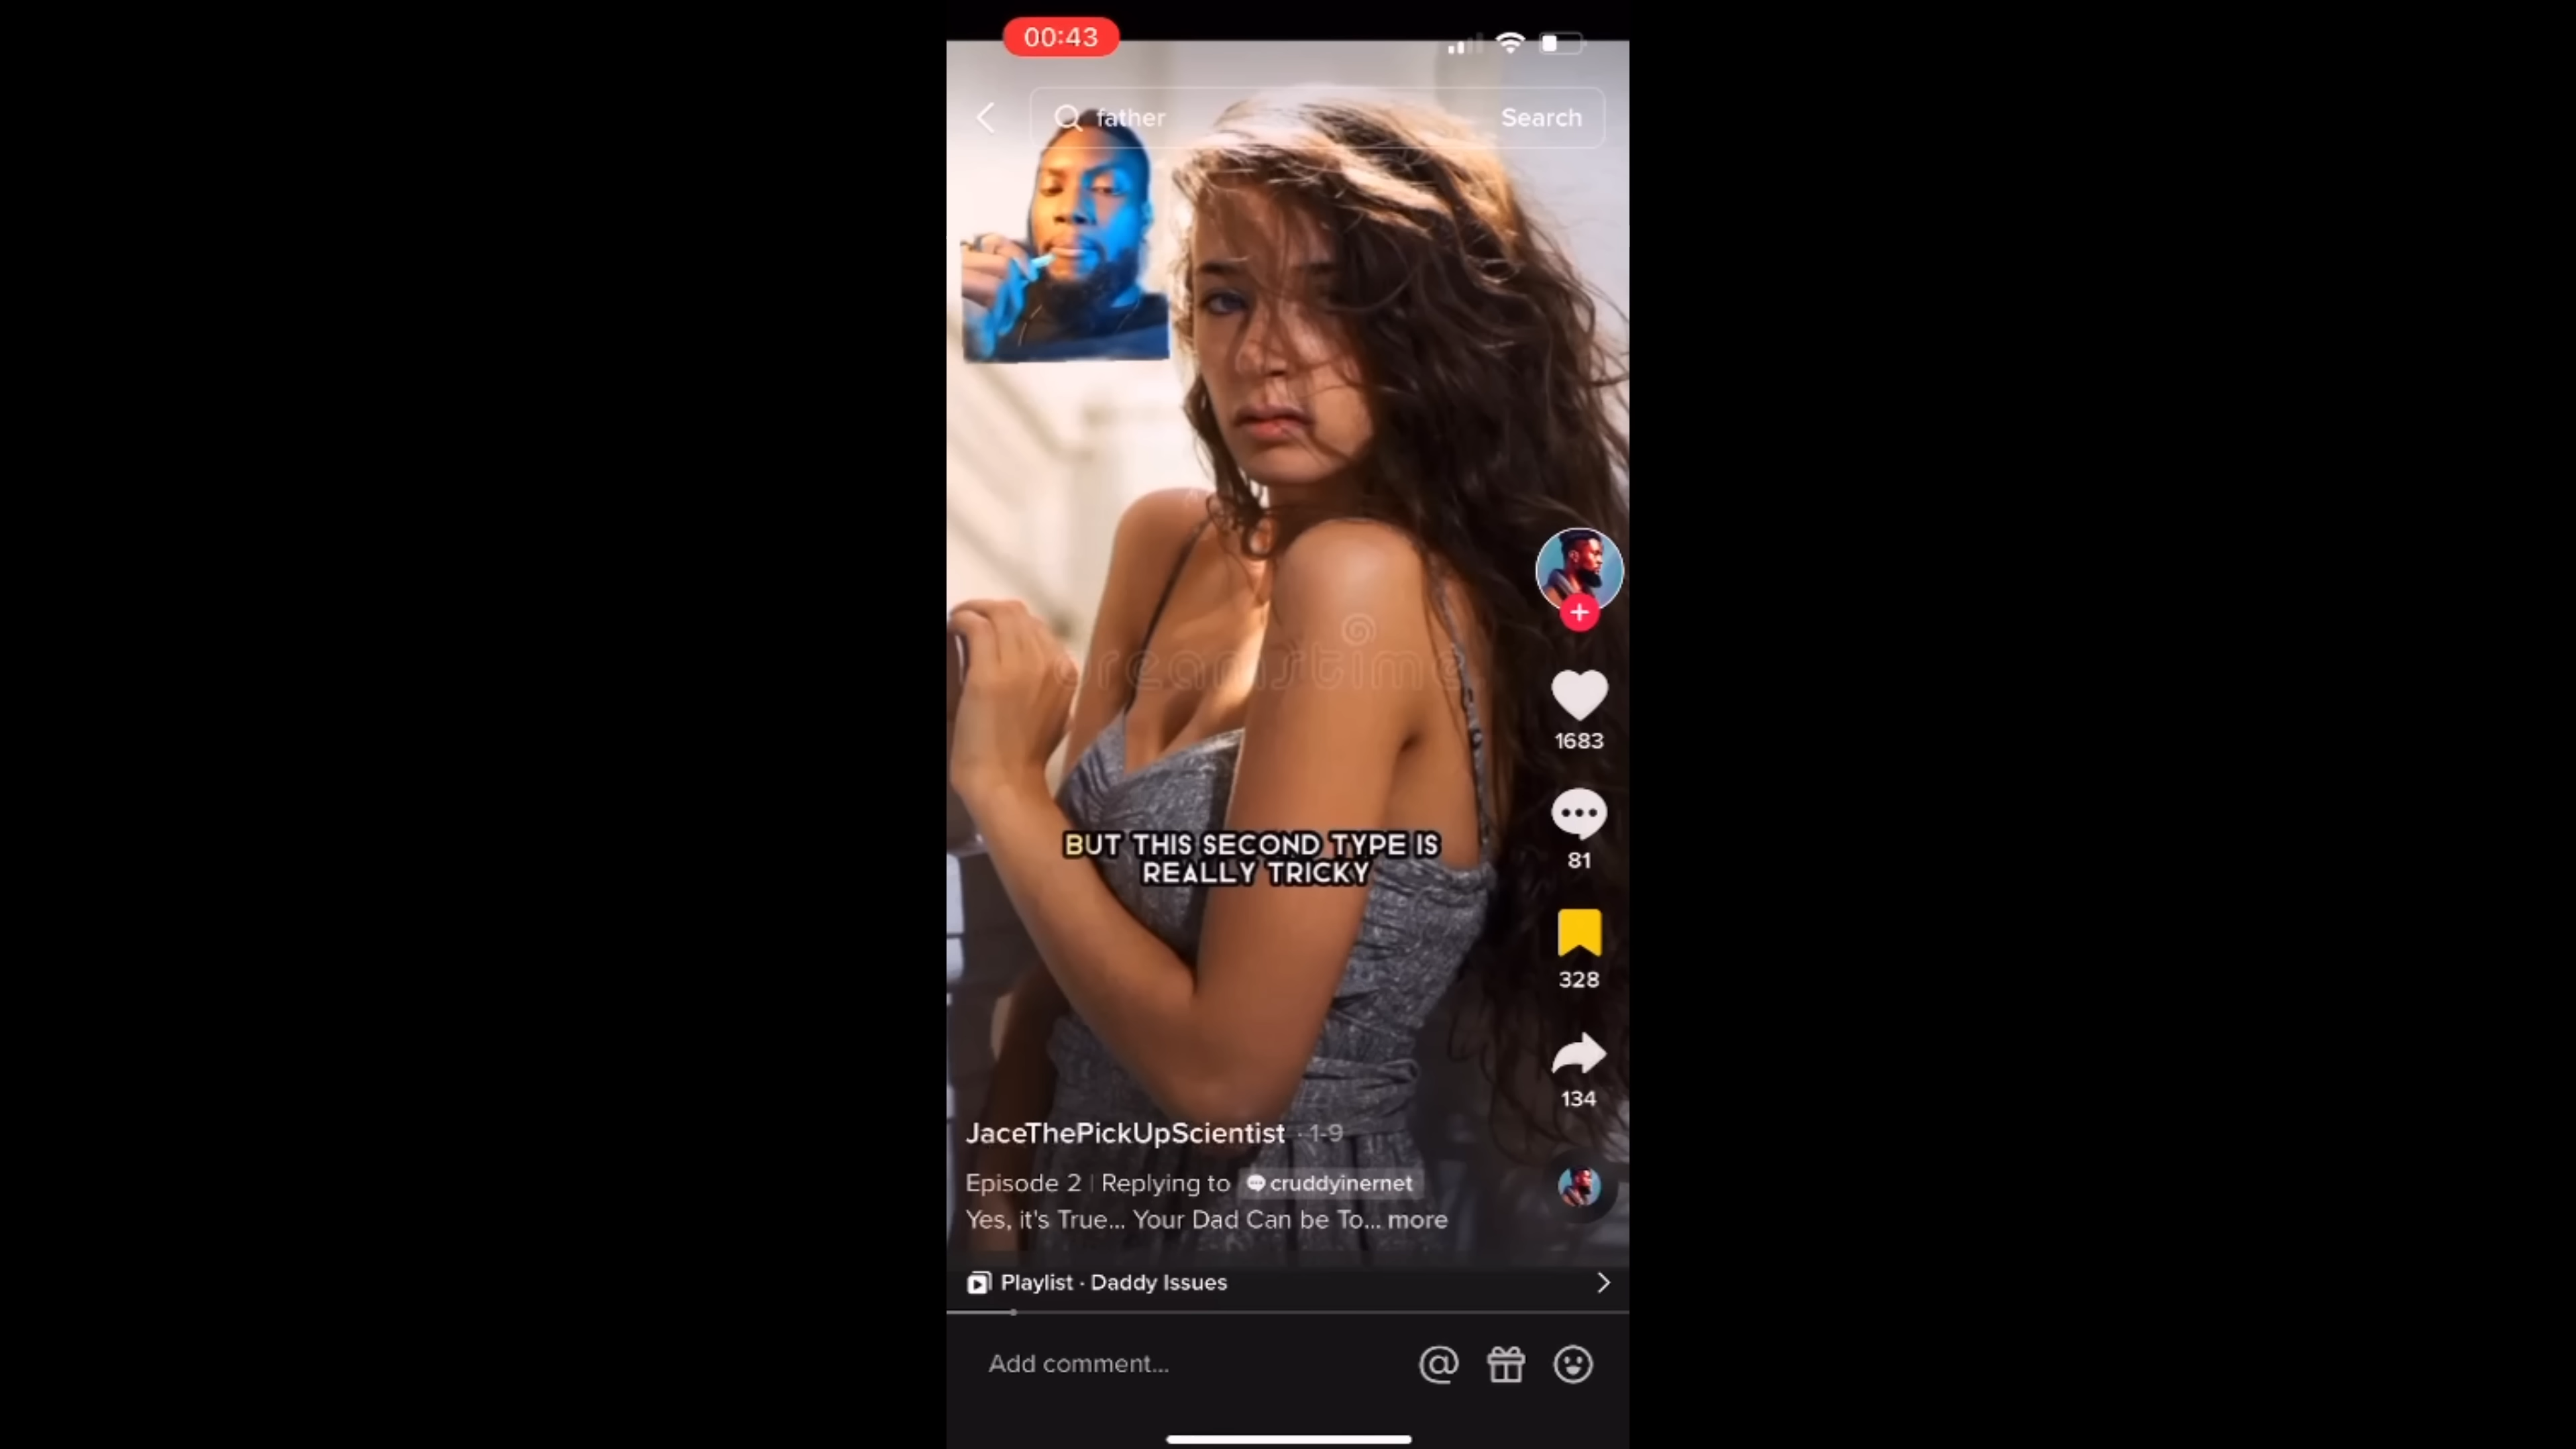 00:43
father
Search
dreamstime
BUT THIS SECOND TYPE IS
REALLY TRICKY
1683
81
328
134
JaceThePickUpScientist · 1-9
Episode 2 | Replying to cruddyinernet
Yes, it's True... Your Dad Can be To... more
Playlist · Daddy Issues
Add comment...